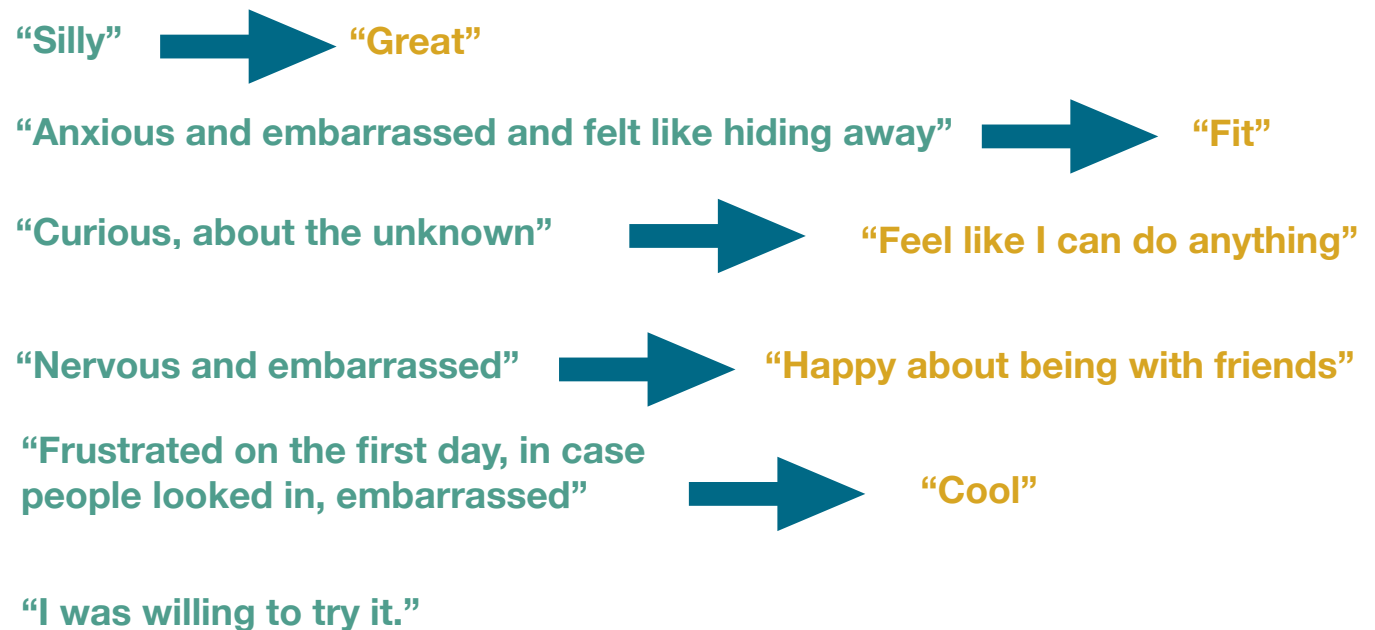 “Silly” “Great”
“Anxious and embarrassed and felt like hiding away” “Fit”
“Curious, about the unknown” “Feel like I can do anything”
“Nervous and embarrassed” “Happy about being with friends”
“Frustrated on the first day, in case
people looked in, embarrassed” “Cool”
“I was willing to try it.”